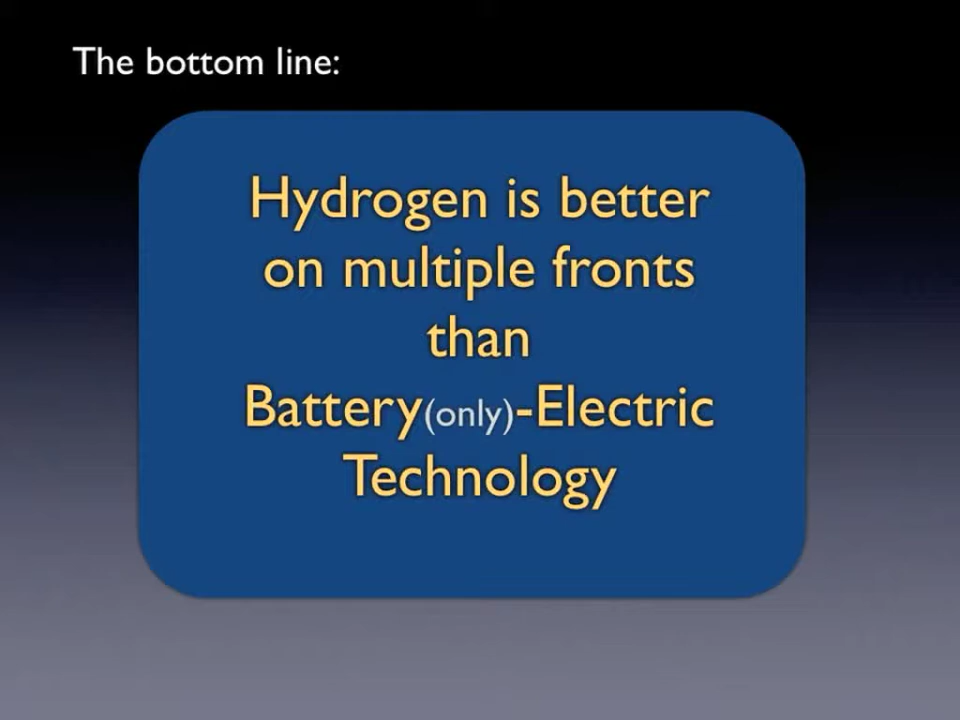 The bottom line:
Hydrogen is better
on multiple fronts
than
Battery(only)-Electric
Technology